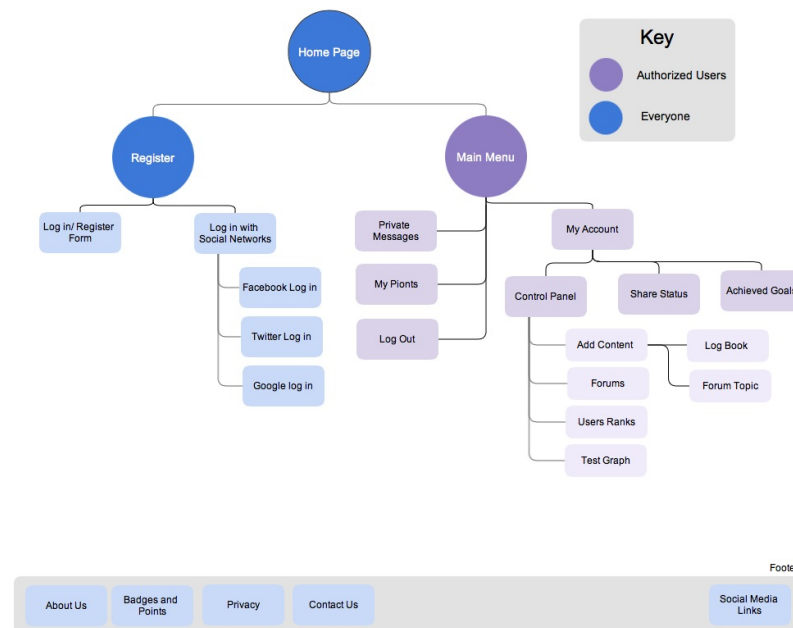 Home Page
Key
Authorized Users
Everyone
Register
Main Menu
Log in/ Register
Form
Log in with
Social Networks
Facebook Log in
Twitter Log in
Google log in
Private
Messages
My Pionts
Log Out
My Account
Control Panel
Share Status
Achieved Goals
Add Content
Log Book
Forums
Forum Topic
Users Ranks
Test Graph
Foote
About Us
Badges and
Points
Privacy
Contact Us
Social Media
Links